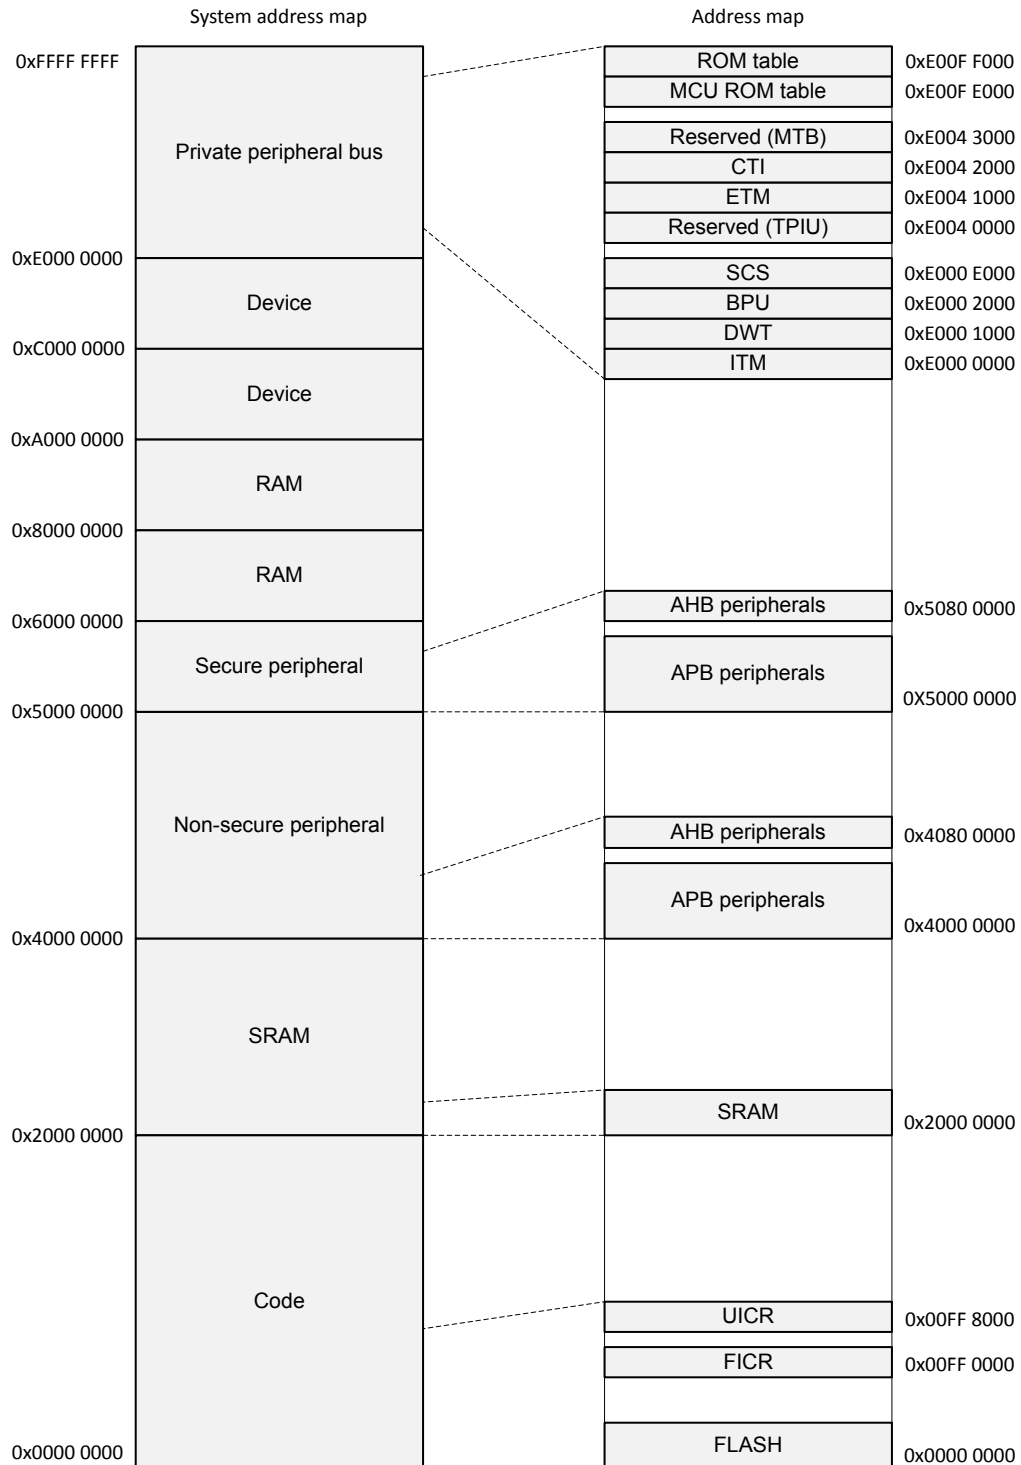 System address map
Address map
0xFFFF FFFF
Private peripheral bus
0xE000 0000
Device
0xC000 0000
Device
0xA000 0000
RAM
0x8000 0000
RAM
0x6000 0000
Secure peripheral
0x5000 0000
Non-secure peripheral
0x4000 0000
SRAM
0x2000 0000
Code
0x0000 0000
ROM table 0xE00F F000
MCU ROM table 0xE00F E000
Reserved (MTB) 0xE004 3000
CTI 0xE004 2000
ETM 0xE004 1000
Reserved (TPIU) 0xE004 0000
SCS 0xE000 E000
BPU 0xE000 2000
DWT 0xE000 1000
ITM 0xE000 0000
AHB peripherals 0x5080 0000
APB peripherals 0X5000 0000
AHB peripherals 0x4080 0000
APB peripherals 0x4000 0000
SRAM 0x2000 0000
UICR 0x00FF 8000
FICR 0x00FF 0000
FLASH 0x0000 0000